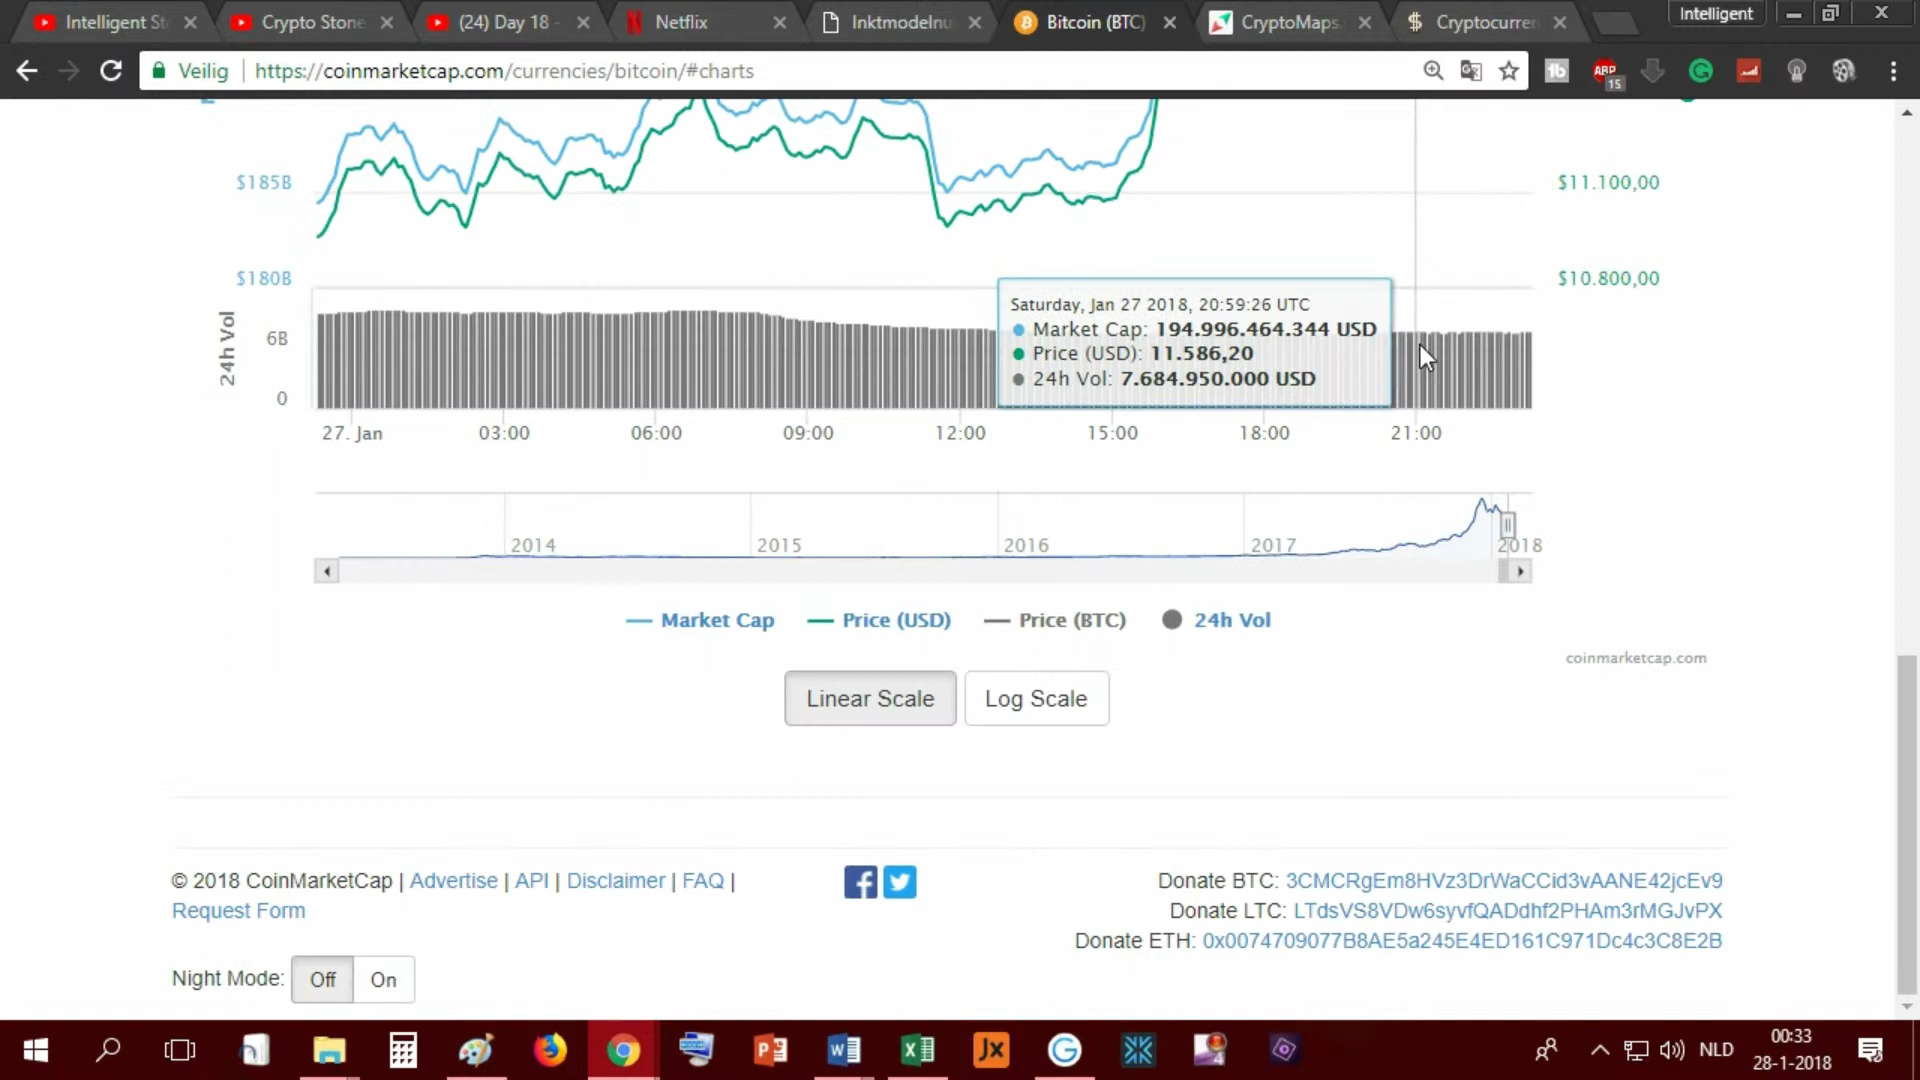 Intelligent St
Crypto Stone
(24) Day 18 -
Netflix
Inktmodelnu
Bitcoin (BTC)
CryptoMaps.
Cryptocurren
Intelligent
Veilig
https://coinmarketcap.com/currencies/bitcoin/#charts
ABP
15
$185B
$11.100,00
$180B
$10.800,00
24h Vol
6B
0
Saturday, Jan 27 2018, 20:59:26 UTC
Market Cap: 194.996.464.344 USD
Price (USD): 11.586,20
24h Vol: 7.684.950.000 USD
27. Jan 03:00 06:00 09:00 12:00 15:00 18:00 21:00
2014 2015 2016 2017 2018
Market Cap Price (USD) Price (BTC) 24h Vol
coinmarketcap.com
Linear Scale Log Scale
© 2018 CoinMarketCap | Advertise | API | Disclaimer | FAQ |
Request Form
Donate BTC: 3CMCRgEm8HVz3DrWaCCid3vAANE42jcEv9
Donate LTC: LTdsVS8VDw6syvfQADdhf2PHAm3rMGJvPX
Donate ETH: 0x0074709077B8AE5a245E4ED161C971Dc4c3C8E2B
Night Mode: Off On
NLD
00:33
28-1-2018